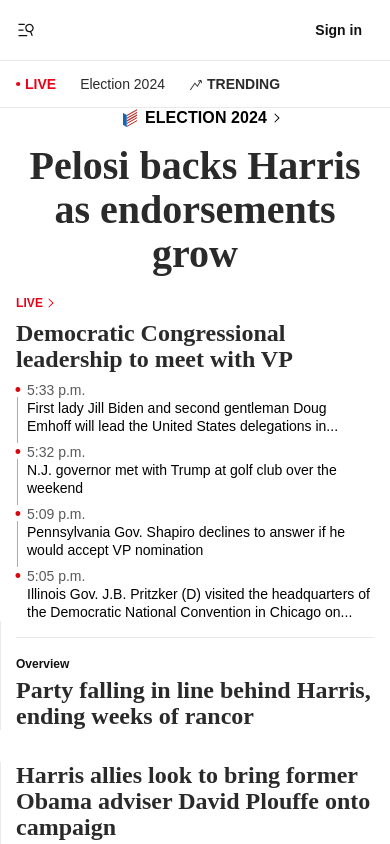 Sign in
• LIVE Election 2024 TRENDING
ELECTION 2024
Pelosi backs Harris
as endorsements
grow
LIVE
Democratic Congressional
leadership to meet with VP
5:33 p.m.
First lady Jill Biden and second gentleman Doug
Emhoff will lead the United States delegations in...
5:32 p.m.
N.J. governor met with Trump at golf club over the
weekend
5:09 p.m.
Pennsylvania Gov. Shapiro declines to answer if he
would accept VP nomination
5:05 p.m.
Illinois Gov. J.B. Pritzker (D) visited the headquarters of
the Democratic National Convention in Chicago on...
Overview
Party falling in line behind Harris,
ending weeks of rancor
Harris allies look to bring former
Obama adviser David Plouffe onto
campaign